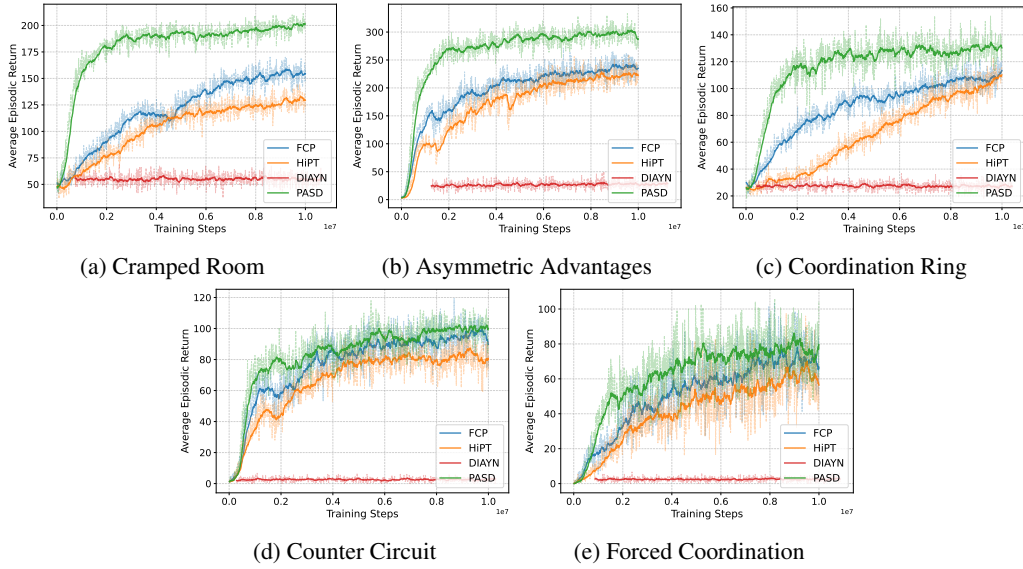 200
175
150
125
100
75
50
Average Episodic Return
0.0
0.2
0.4
0.6
0.8
1.0
1e7
Training Steps
FCP
HiPT
DIAYN
PASD
(a) Cramped Room
300
250
200
150
100
50
0
Average Episodic Return
0.0
0.2
0.4
0.6
0.8
1.0
1e7
Training Steps
FCP
HiPT
DIAYN
PASD
(b) Asymmetric Advantages
160
140
120
100
80
60
40
20
Average Episodic Return
0.0
0.2
0.4
0.6
0.8
1.0
1e7
Training Steps
FCP
HiPT
DIAYN
PASD
(c) Coordination Ring
120
100
80
60
40
20
0
Average Episodic Return
0.0
0.2
0.4
0.6
0.8
1.0
1e7
Training Steps
FCP
HiPT
DIAYN
PASD
(d) Counter Circuit
100
80
60
40
20
0
Average Episodic Return
0.0
0.2
0.4
0.6
0.8
1.0
1e7
Training Steps
FCP
HiPT
DIAYN
PASD
(e) Forced Coordination